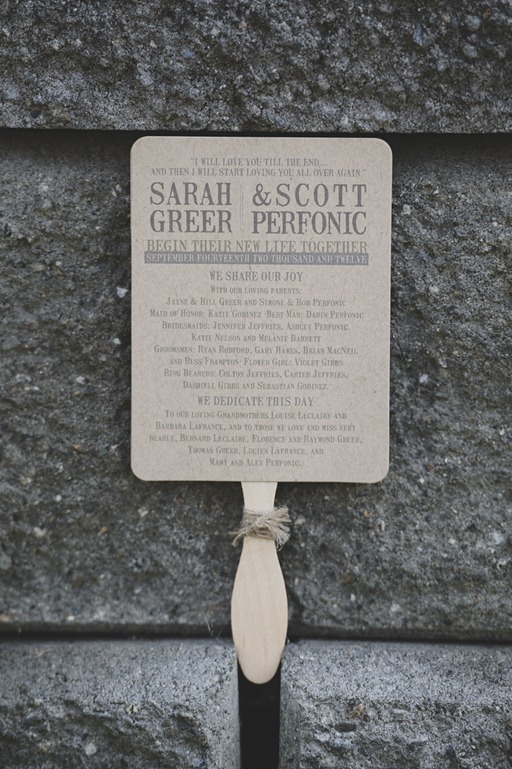 "I WILL LOVE YOU TILL THE END...
AND THEN I WILL START LOVING YOU ALL OVER AGAIN."
SARAH GREER
& SCOTT PERFONIC
BEGIN THEIR NEW LIFE TOGETHER
SEPTEMBER FOURTEENTH TWO THOUSAND AND TWELVE
WE SHARE OUR JOY
WITH OUR LOVING PARENTS:
JAYNE & BILL GREER AND SIMONE & BOB PERFONIC
MAID OF HONOR: KATIE GODINEZ · BEST MAN: DARIN PERFONIC
BRIDESMAIDS: JENNIFER JEFFRIES, ASHLEY PERFONIC,
KATIE NELSON AND MELANIE BARRETT
GROOMSMEN: RYAN RODFORD, GARY HAWES, BRIAN MACNEIL
AND RUSS FRAMPTON · FLOWER GIRL: VIOLET GIBBS
RING BEARERS: COLTON JEFFRIES, CARTER JEFFRIES,
DASHIELL GIBBS AND SEBASTIAN GODINEZ.
WE DEDICATE THIS DAY
TO OUR LOVING GRANDMOTHERS LOUISE LECLAIRE AND
BARBARA LAFRANCE, AND TO THOSE WE LOVE AND MISS VERY
DEARLY, BERNARD LECLAIRE, FLORENCE AND RAYMOND GREER,
THOMAS GREER, LUCIEN LAFRANCE, AND
MARY AND ALEX PERFONIC.